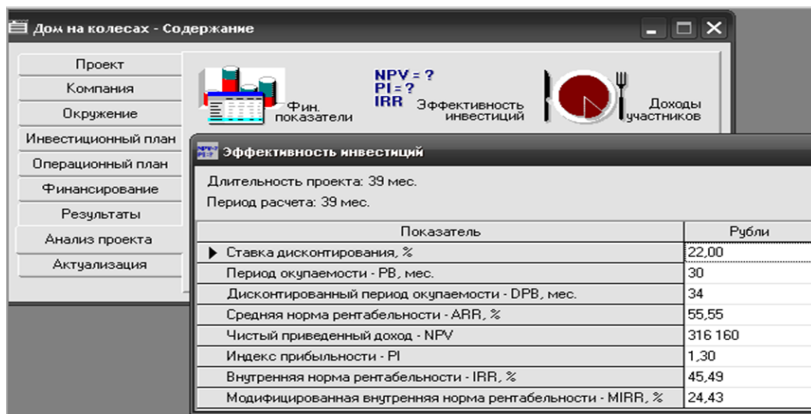 Дом на колесах - Содержание
Проект
Компания
Окружение
Инвестиционный план
Операционный план
Финансирование
Результаты
Анализ проекта
Актуализация
Фин.
показатели
NPV = ?
PI = ?
IRR Эффективность
инвестиций
Доходы
участников
Эффективность инвестиций
Длительность проекта: 39 мес.
Период расчета: 39 мес.
Показатель Рубли
Ставка дисконтирования, % 22,00
Период окупаемости - PB, мес. 30
Дисконтированный период окупаемости - DPB, мес. 34
Средняя норма рентабельности - ARR, % 55,55
Чистый приведенный доход - NPV 316 160
Индекс прибыльности - PI 1,30
Внутренняя норма рентабельности - IRR, % 45,49
Модифицированная внутренняя норма рентабельности - MIRR, % 24,43